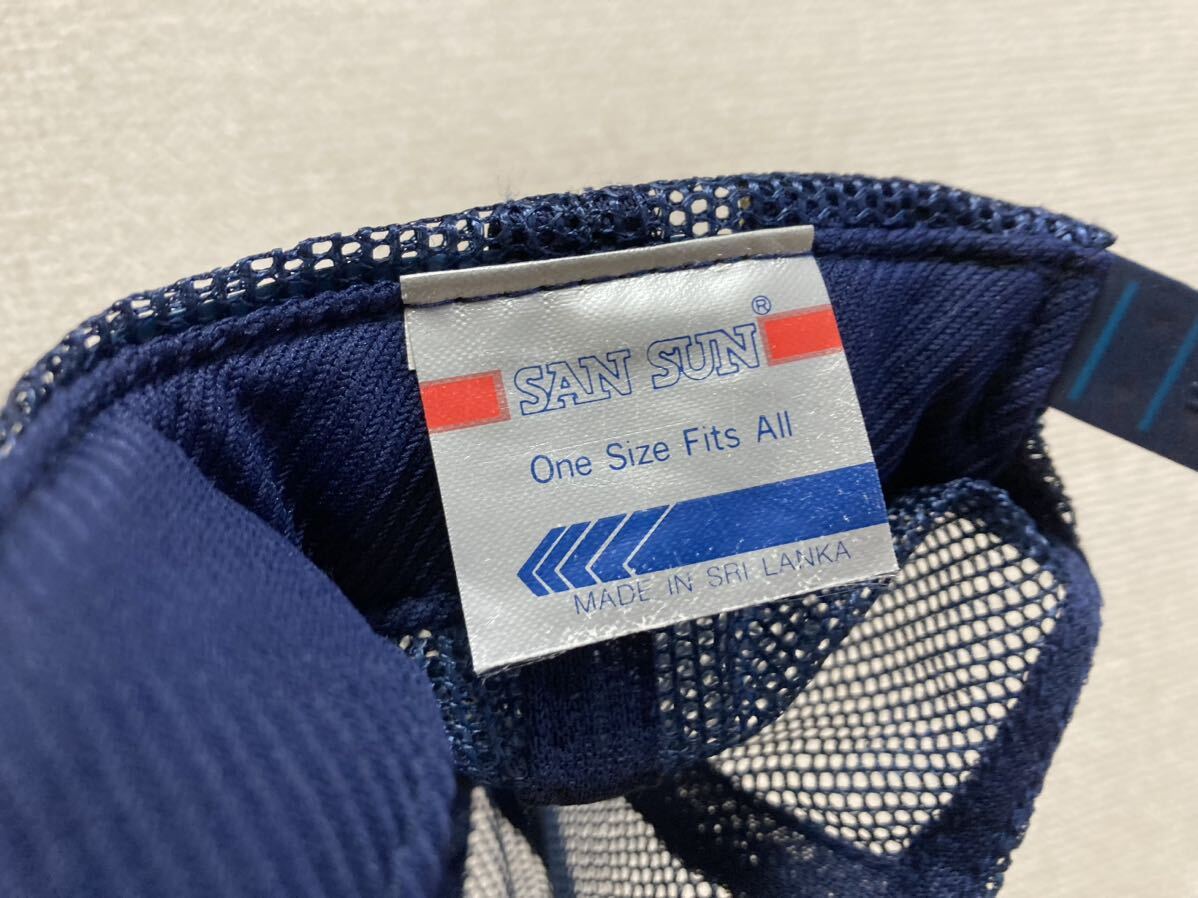 SAN SUN®
One Size Fits All
MADE IN SRI LANKA